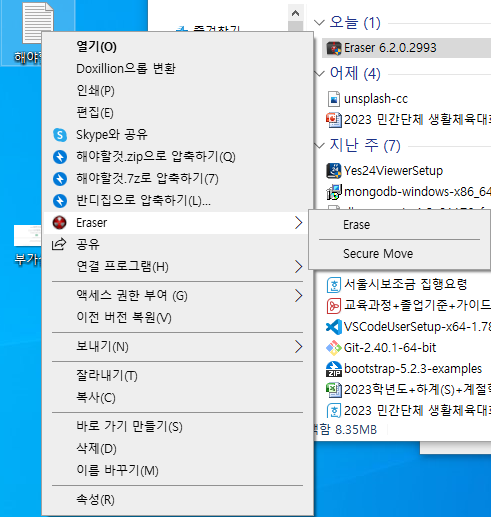 해야할
부가
열기(O)
Doxillion으롬 변환
인쇄(P)
편집(E)
Skype와 공유
해야할것.zip으로 압축하기(Q)
해야할것.7z로 압축하기(7)
반디집으로 압축하기(L)...
Eraser
공유
연결 프로그램(H)
액세스 권한 부여 (G)
이전 버전 복원(V)
보내기(N)
잘라내기(T)
복사(C)
바로 가기 만들기(S)
삭제(D)
이름 바꾸기(M)
속성(R)
Erase
Secure Move
즐겨찾기
오늘 (1)
Eraser 6.2.0.2993
어제 (4)
unsplash-cc
2023 민간단체 생활체육대회
지난 주 (7)
Yes24ViewerSetup
mongodb-windows-x86_64
서울시보조금 집행요령
교육과정+졸업기준+가이드
VSCodeUserSetup-x64-1.78
Git-2.40.1-64-bit
bootstrap-5.2.3-examples
2023학년도+하계(S)+계절학
2023 민간단체 생활체육대회
택함 8.35MB